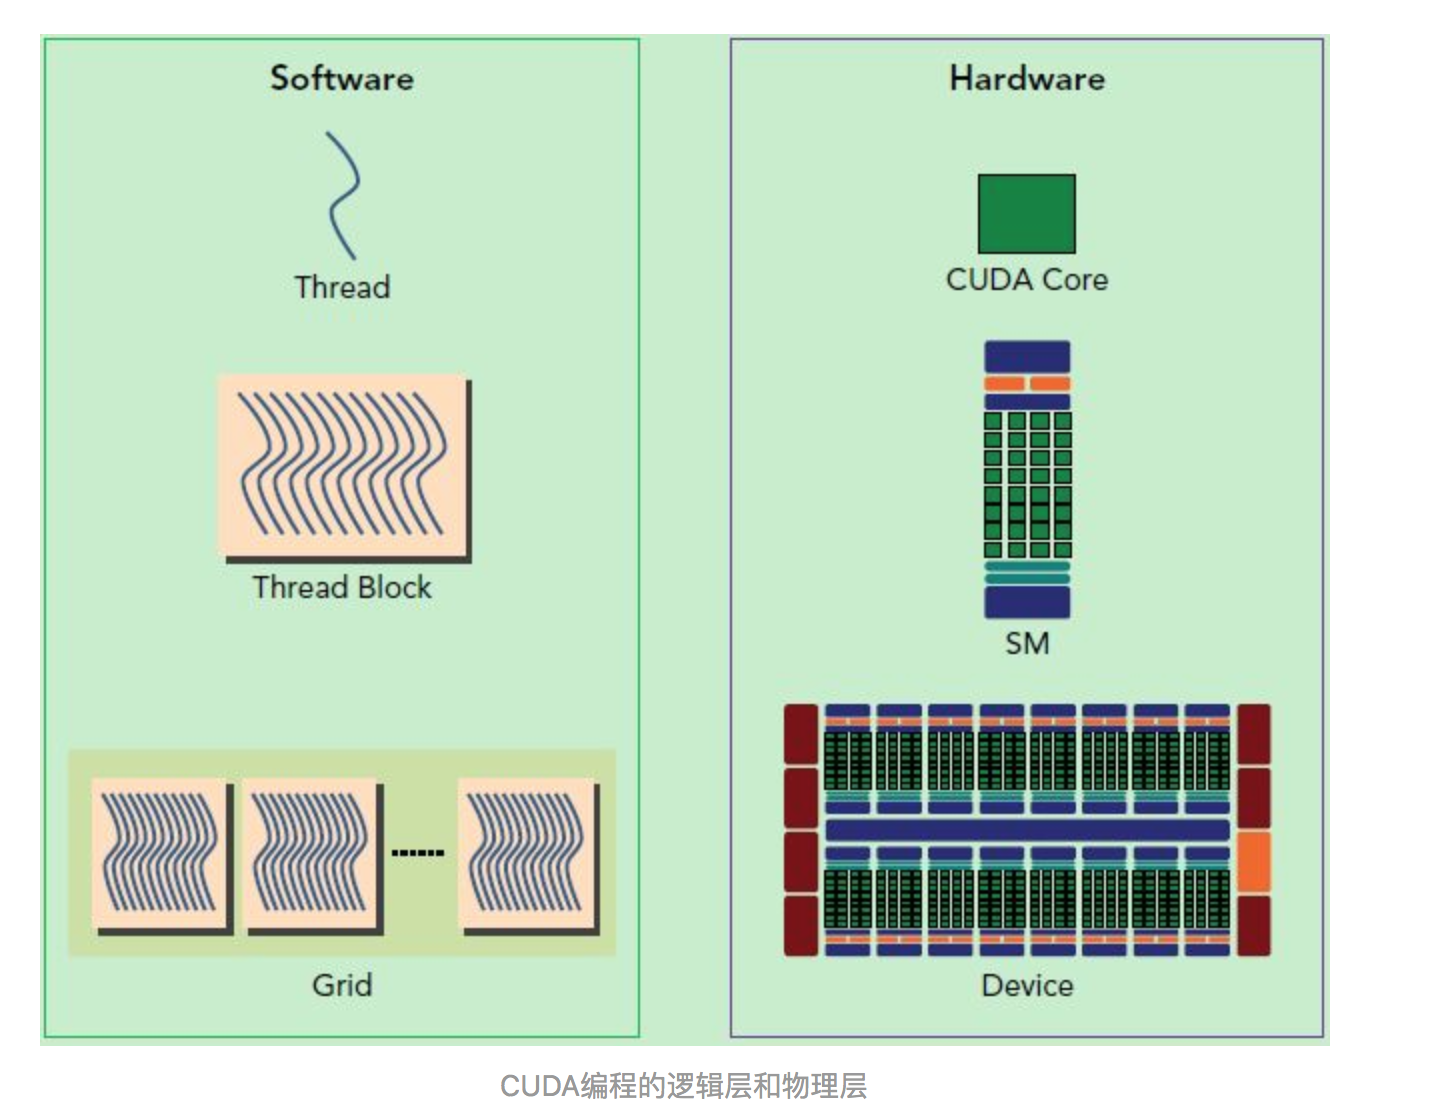 Software
Thread
Thread Block
Grid
Hardware
CUDA Core
SM
Device
CUDA编程的逻辑层和物理层